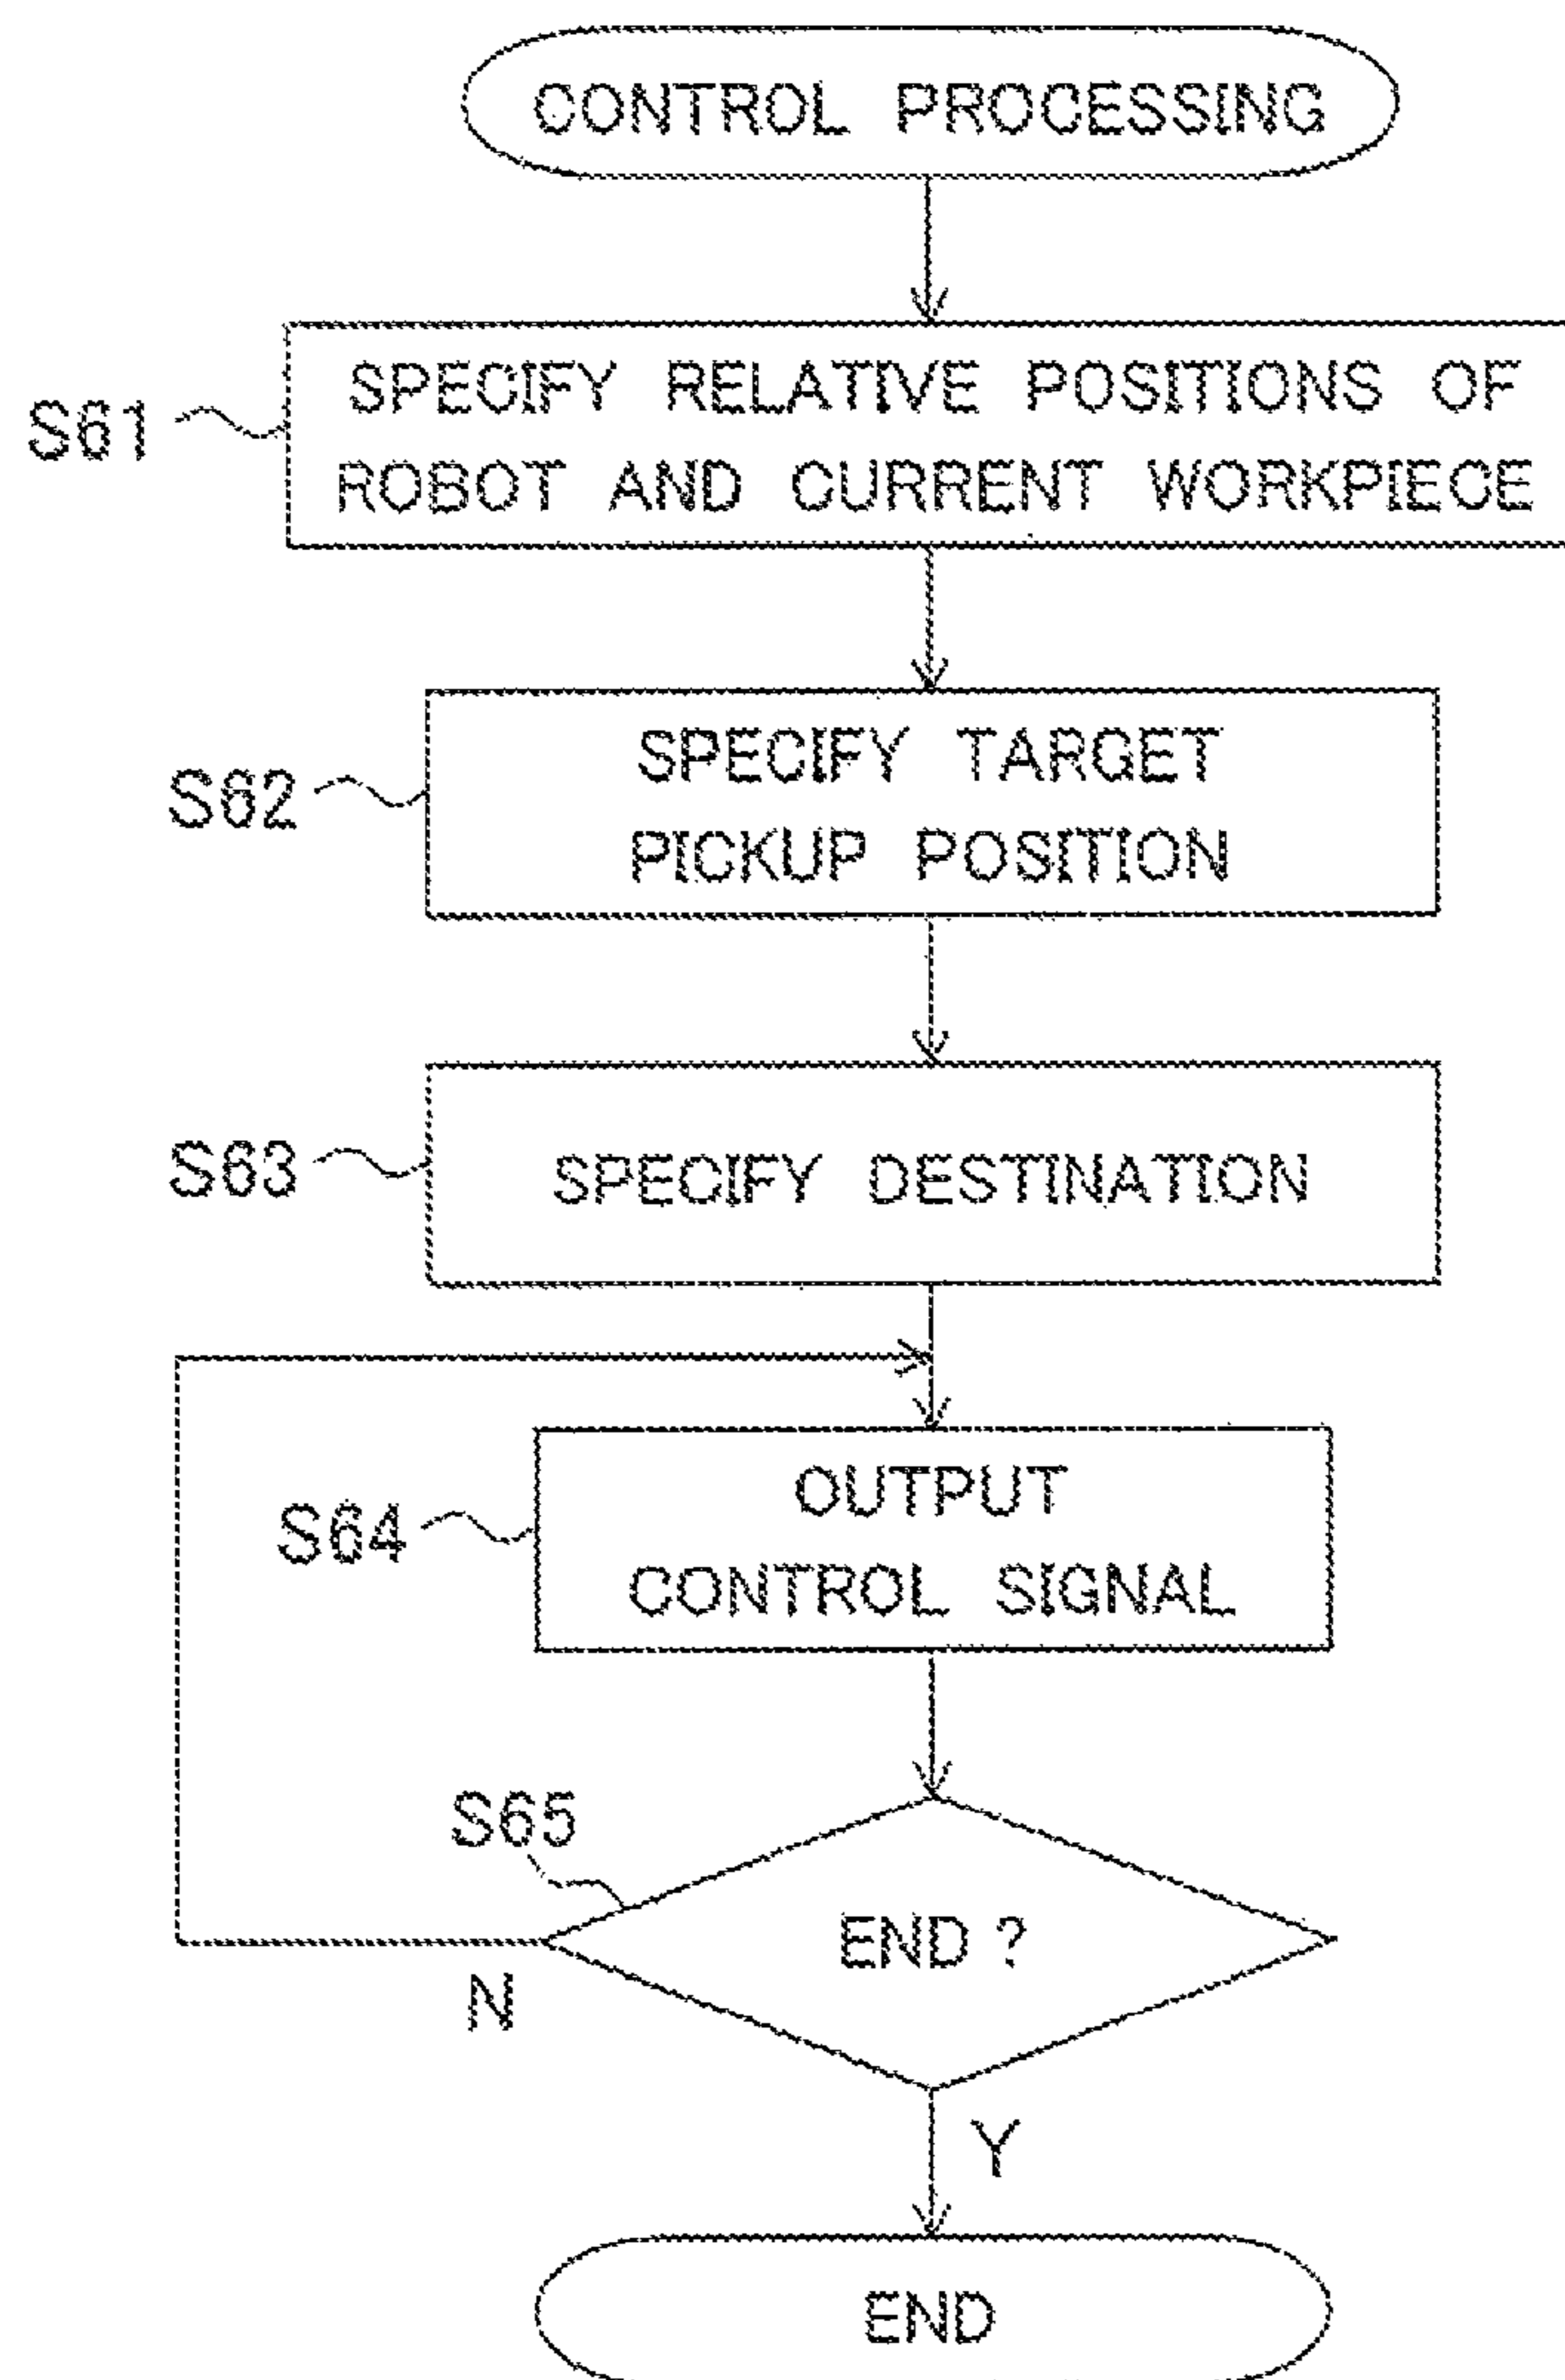 CONTROL PROCESSING
S61
SPECIFY RELATIVE POSITIONS OF
ROBOT AND CURRENT WORKPIECE
S62
SPECIFY TARGET
PICKUP POSITION
S63
SPECIFY DESTINATION
S64
OUTPUT
CONTROL SIGNAL
S65
END ?
N
Y
END